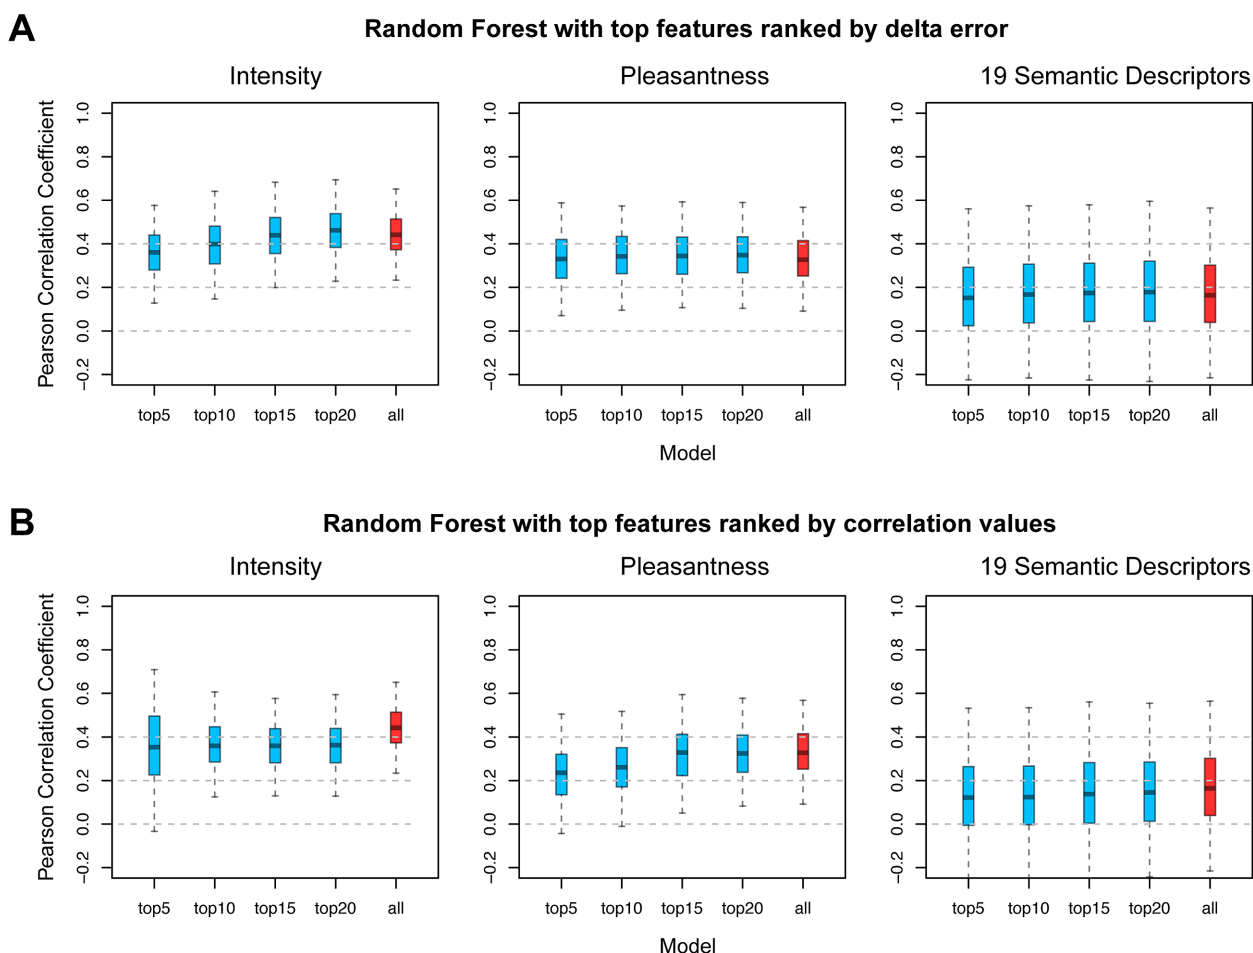 A
Random Forest with top features ranked by delta error
Intensity
Pleasantness
19 Semantic Descriptors
Pearson Correlation Coefficient
1.0
0.8
0.6
0.4
0.2
0.0
−0.2
top5 top10 top15 top20 all
1.0
0.8
0.6
0.4
0.2
0.0
−0.2
top5 top10 top15 top20 all
1.0
0.8
0.6
0.4
0.2
0.0
−0.2
top5 top10 top15 top20 all
Model
B
Random Forest with top features ranked by correlation values
Intensity
Pleasantness
19 Semantic Descriptors
Pearson Correlation Coefficient
1.0
0.8
0.6
0.4
0.2
0.0
−0.2
top5 top10 top15 top20 all
1.0
0.8
0.6
0.4
0.2
0.0
−0.2
top5 top10 top15 top20 all
1.0
0.8
0.6
0.4
0.2
0.0
−0.2
top5 top10 top15 top20 all
Model